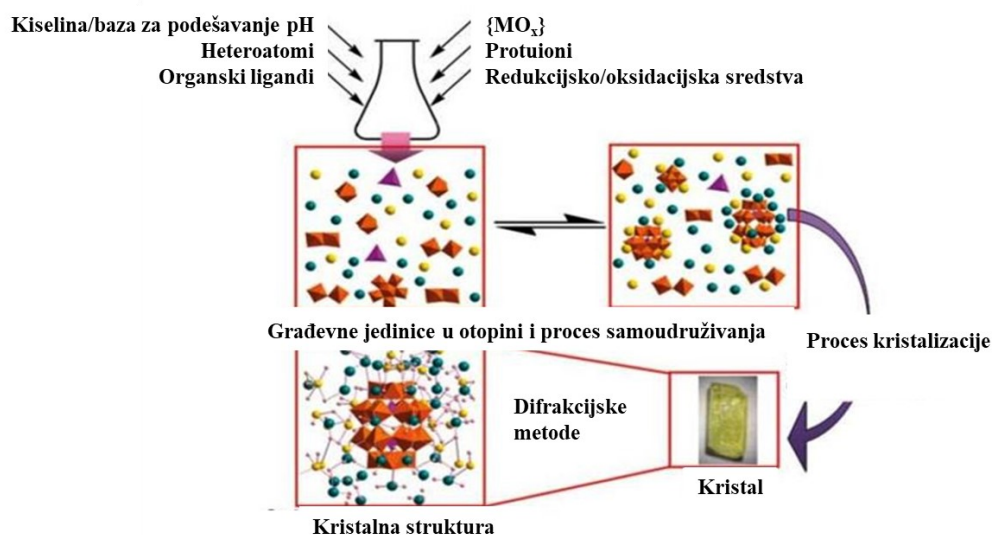 Kiselina/baza za podešavanje pH
Heteroatomi
Organski ligandi
{MOₓ}
Protuioni
Redukcijsko/oksidacijska sredstva
Građevne jedinice u otopini i proces samoudruživanja
Proces kristalizacije
Difrakcijske
metode
Kristal
Kristalna struktura